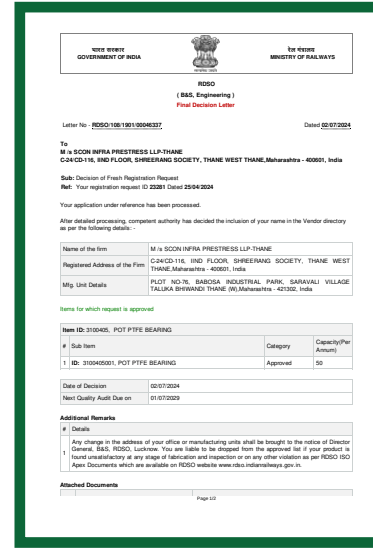 भारत सरकार
GOVERNMENT OF INDIA
रेल मंत्रालय
MINISTRY OF RAILWAYS
RDSO
( B&S, Engineering )
Final Decision Letter
Letter No - RDSO/108/1901/00046337
Dated 02/07/2024
To
M /s SCON INFRA PRESTRESS LLP-THANE
C-24/CD-116, IIND FLOOR, SHREERANG SOCIETY, THANE WEST THANE,Maharashtra - 400601, India
Sub: Decision of Fresh Registration Request
Ref: Your registration request ID 23281 Dated 25/04/2024
Your application under reference has been processed.
After detailed processing, competent authority has decided the inclusion of your name in the Vendor directory
as per the following details: -
Name of the firm M /s SCON INFRA PRESTRESS LLP-THANE
Registered Address of the Firm C-24/CD-116, IIND FLOOR, SHREERANG SOCIETY, THANE WEST
THANE,Maharashtra - 400601, India
Mfg. Unit Details PLOT NO-76, BABOSA INDUSTRIAL PARK, SARAVALI VILLAGE
TALUKA BHIWANDI THANE (W),Maharashtra - 421302, India
Items for which request is approved
Item ID: 3100405, POT PTFE BEARING
# Sub Item Category Capacity(Per
Annum)
1 ID: 3100405001, POT PTFE BEARING Approved 50
Date of Decision 02/07/2024
Next Quality Audit Due on 01/07/2029
Additional Remarks
# Details
1 Any change in the address of your office or manufacturing units shall be brought to the notice of Director
General, B&S, RDSO, Lucknow. You are liable to be dropped from the approved list if your product is
found unsatisfactory at any stage of fabrication and inspection or on any other violation as per RDSO ISO
Apex Documents which are available on RDSO website www.rdso.indianrailways.gov.in.
Attached Documents
Page 1/2